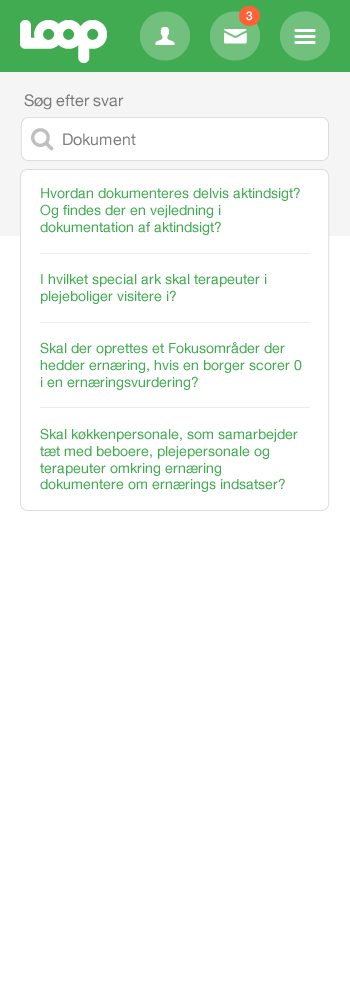 Loop
3
Søg efter svar
Dokument
Hvordan dokumenteres delvis aktindsigt?
Og findes der en vejledning i
dokumentation af aktindsigt?
I hvilket special ark skal terapeuter i
plejeboliger visitere i?
Skal der oprettes et Fokusområder der
hedder ernæring, hvis en borger scorer 0
i en ernæringsvurdering?
Skal køkkenpersonale, som samarbejder
tæt med beboere, plejepersonale og
terapeuter omkring ernæring
dokumentere om ernærings indsatser?